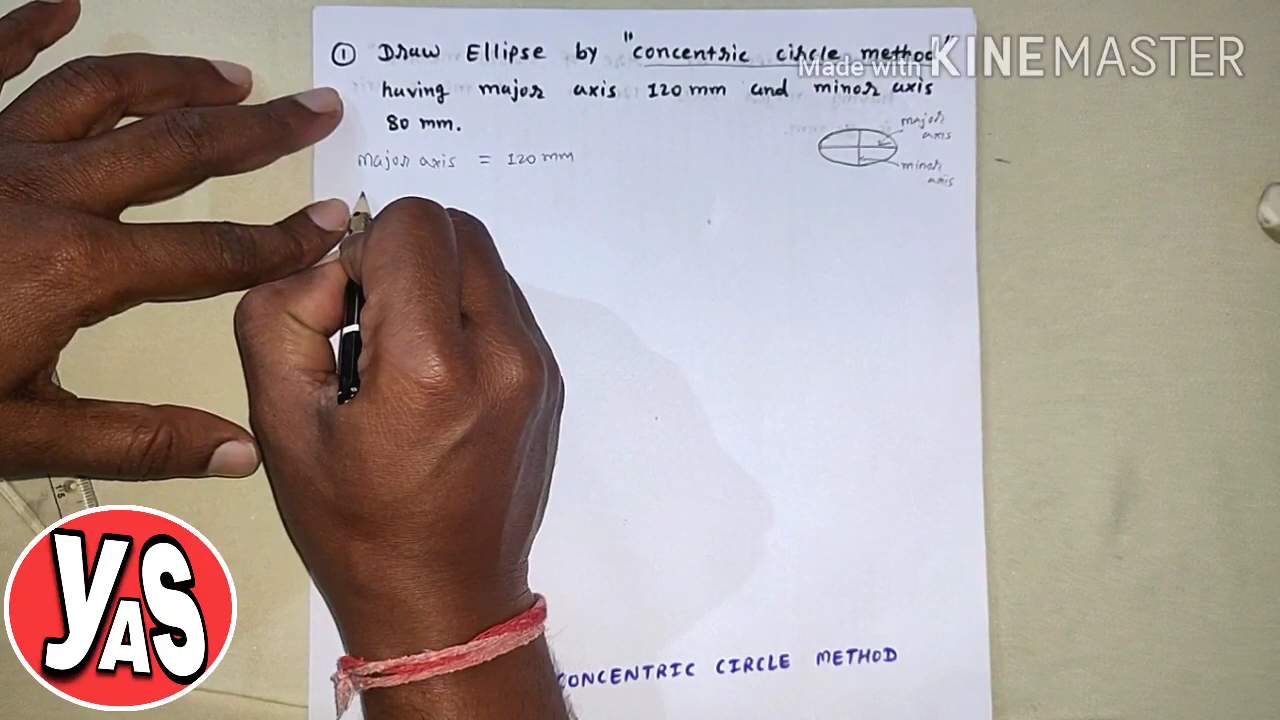 ① Draw Ellipse by "concentric circle method"
having major axis 120 mm and minor axis
80 mm.
major axis
minor axis
major axis = 120 mm
CONCENTRIC CIRCLE METHOD
Made with KINEMASTER
YAS
15